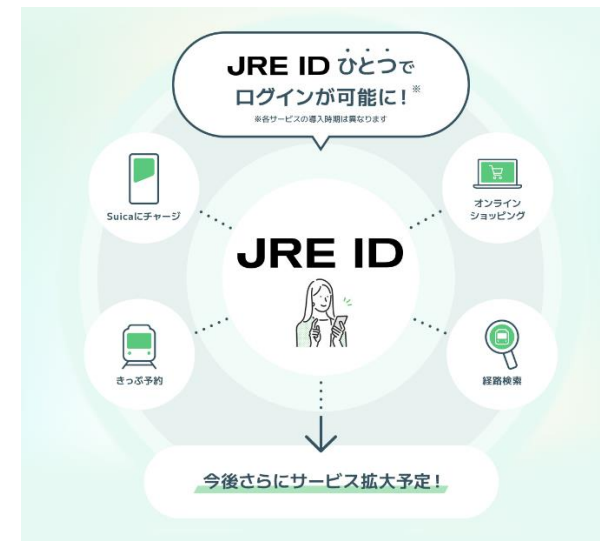 JRE ID ひとつで
ログインが可能に!※
※各サービスの導入時期は異なります
Suicaにチャージ
オンライン
ショッピング
JRE ID
きっぷ予約
経路検索
今後さらにサービス拡大予定!